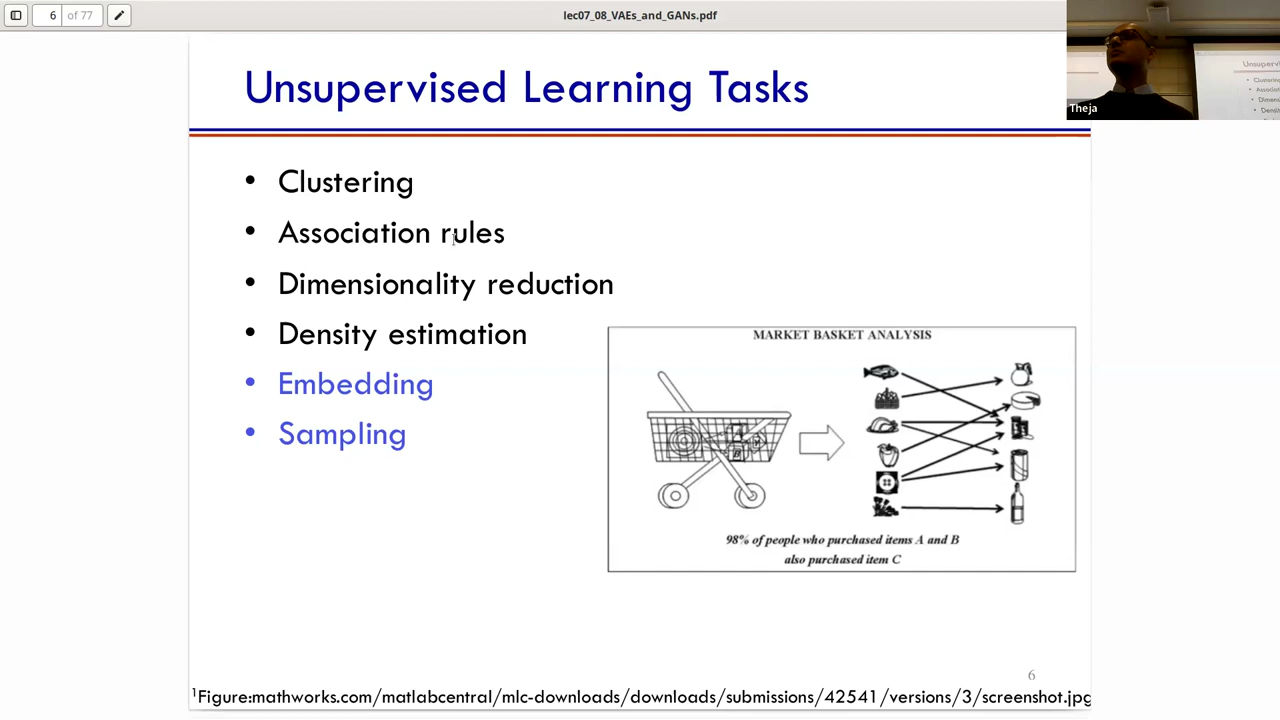 6 of 77
lec07_08_VAEs_and_GANs.pdf
Theja
Unsupervised Learning Tasks
• Clustering
• Association rules
• Dimensionality reduction
• Density estimation
• Embedding
• Sampling
MARKET BASKET ANALYSIS
98% of people who purchased items A and B
also purchased item C
6
1Figure:mathworks.com/matlabcentral/mlc-downloads/downloads/submissions/42541/versions/3/screenshot.jpg